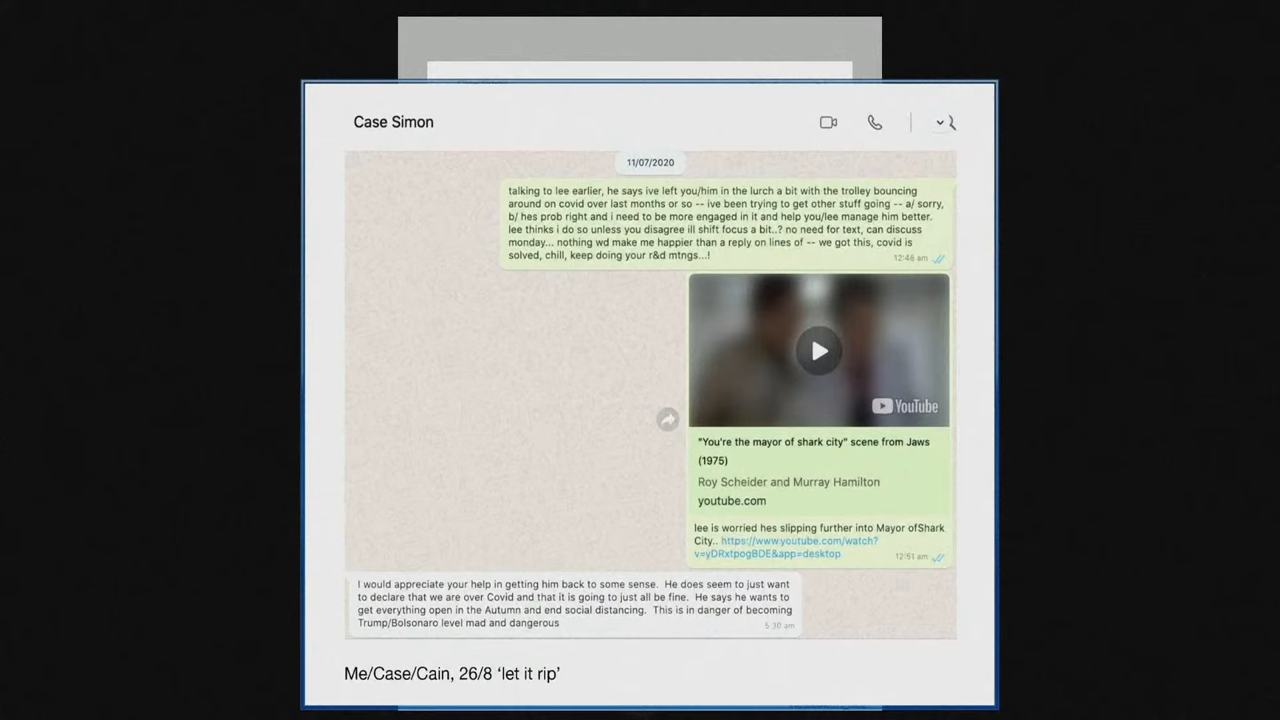 Case Simon
11/07/2020
talking to lee earlier, he says ive left you/him in the lurch a bit with the trolley bouncing
around on covid over last months or so -- ive been trying to get other stuff going -- a/ sorry,
b/ hes prob right and i need to be more engaged in it and help you/lee manage him better.
lee thinks i do so unless you disagree ill shift focus a bit..? no need for text, can discuss
monday... nothing wd make me happier than a reply on lines of -- we got this, covid is
solved, chill, keep doing your r&d mtngs...!
12:46 am
YouTube
"You're the mayor of shark city" scene from Jaws
(1975)
Roy Scheider and Murray Hamilton
youtube.com
lee is worried hes slipping further into Mayor ofShark
City.. https://www.youtube.com/watch?
v=yDRxtpogBDE&app=desktop
12:51 am
I would appreciate your help in getting him back to some sense. He does seem to just want
to declare that we are over Covid and that it is going to just all be fine. He says he wants to
get everything open in the Autumn and end social distancing. This is in danger of becoming
Trump/Bolsonaro level mad and dangerous
5:30 am
Me/Case/Cain, 26/8 ‘let it rip’